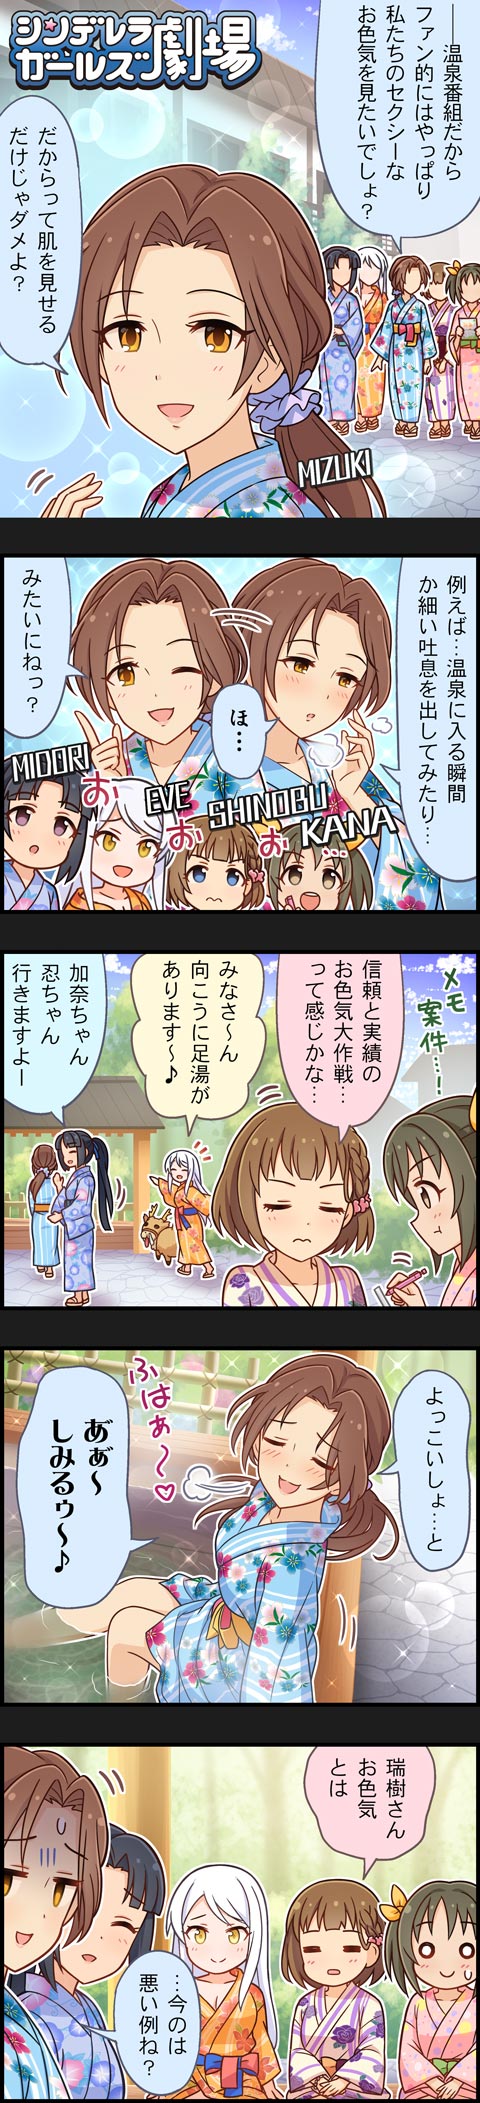 シンデレラ
ガールズ劇場
――温泉番組だから
ファン的にはやっぱり
私たちのセクシーな
お色気を見たいでしょ？
だからって肌を見せる
だけじゃダメよ？
MIZUKI
例えば…温泉に入る瞬間
か細い吐息を出してみたり…
ほ…
みたいにねっ？
MIDORI
EVE
SHINOBU
KANA
お
お
お…
メモ
案件…！
信頼と実績の
お色気大作戦…
って感じかな…
みなさ～ん
向こうに足湯が
あります～♪
加奈ちゃん
忍ちゃん
行きますよー
よっこいしょ…と
ふはぁ～♡
あ゛ぁ～
しみるゥ～♪
瑞樹さん
お色気
とは
…今のは
悪い例ね？